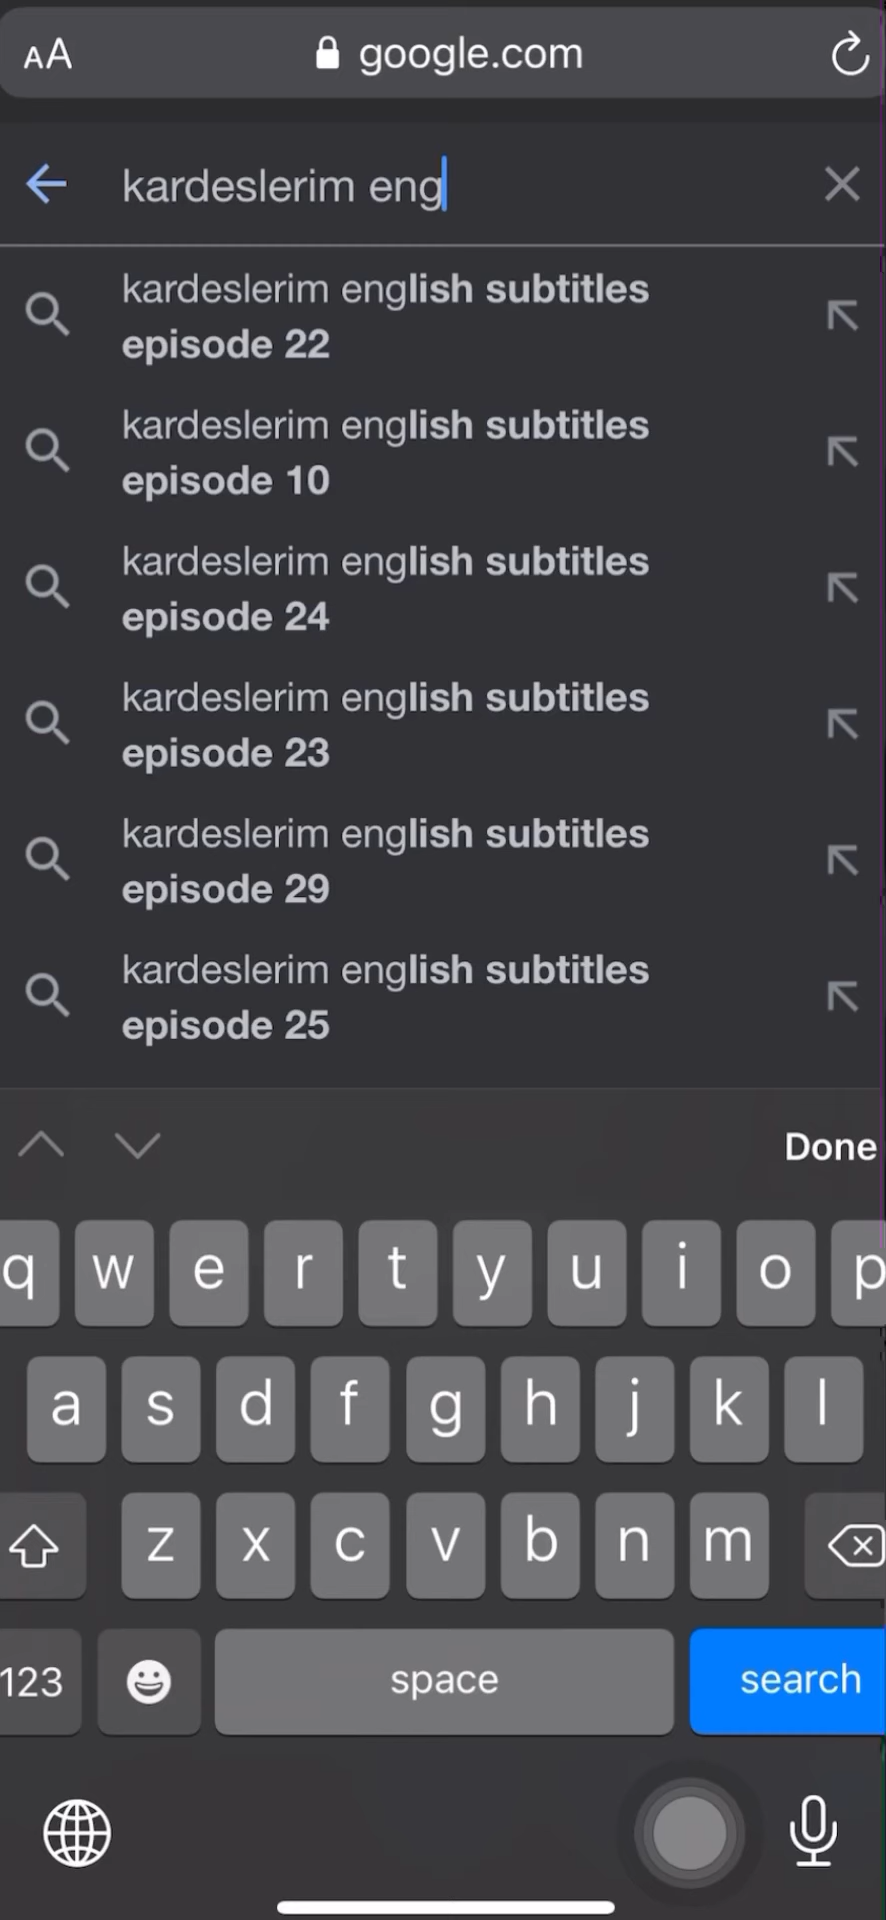 AA google.com
kardeslerim eng
kardeslerim english subtitles
episode 22
kardeslerim english subtitles
episode 10
kardeslerim english subtitles
episode 24
kardeslerim english subtitles
episode 23
kardeslerim english subtitles
episode 29
kardeslerim english subtitles
episode 25
Done
q w e r t y u i o p
a s d f g h j k l
z x c v b n m
123 space search